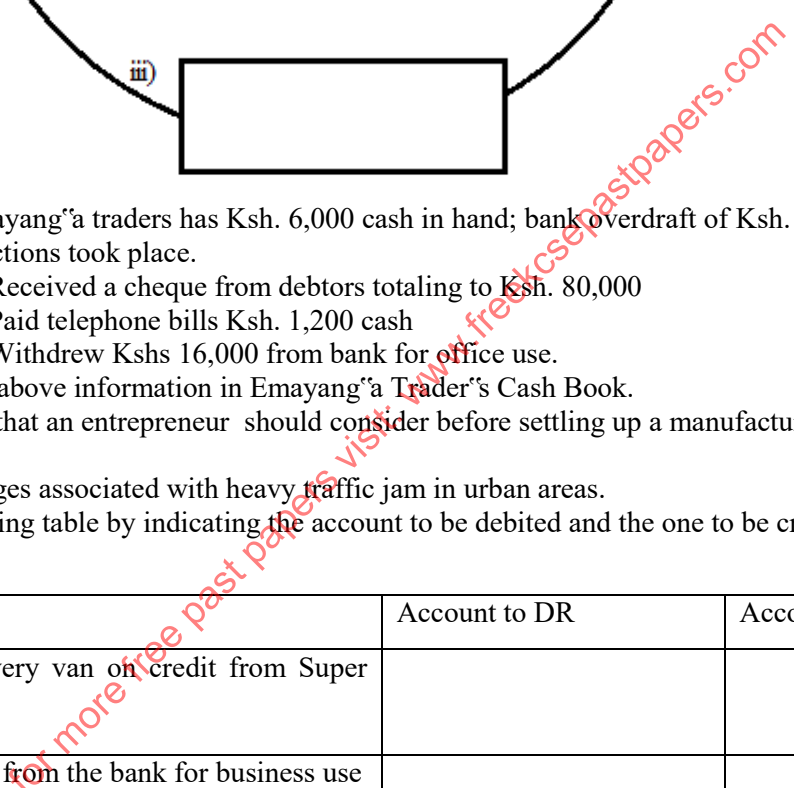 iii)
ayang‟a traders has Ksh. 6,000 cash in hand; bank overdraft of Ksh.
ctions took place.
Received a cheque from debtors totaling to Ksh. 80,000
Paid telephone bills Ksh. 1,200 cash
Withdrew Kshs 16,000 from bank for office use.
above information in Emayang‟a Trader‟s Cash Book.
that an entrepreneur should consider before settling up a manufactu
ges associated with heavy traffic jam in urban areas.
ing table by indicating the account to be debited and the one to be cr
Account to DR Acco
very van on credit from Super
from the bank for business use
for more free past papers visit: www.freekcsepastpapers.com